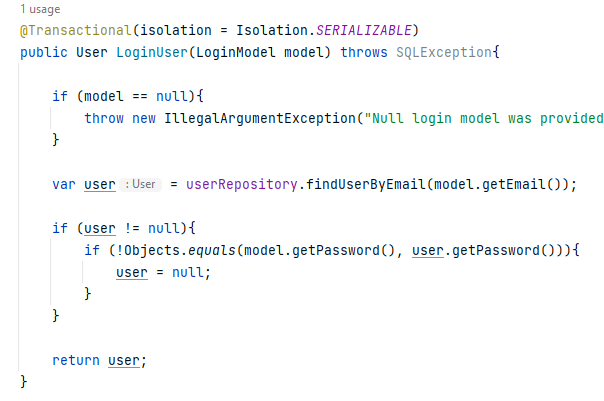 1 usage
@Transactional(isolation = Isolation.SERIALIZABLE)
public User LoginUser(LoginModel model) throws SQLException{
if (model == null){
throw new IllegalArgumentException("Null login model was provided
}
var user : User = userRepository.findUserByEmail(model.getEmail());
if (user != null){
if (!Objects.equals(model.getPassword(), user.getPassword())){
user = null;
}
}
return user;
}